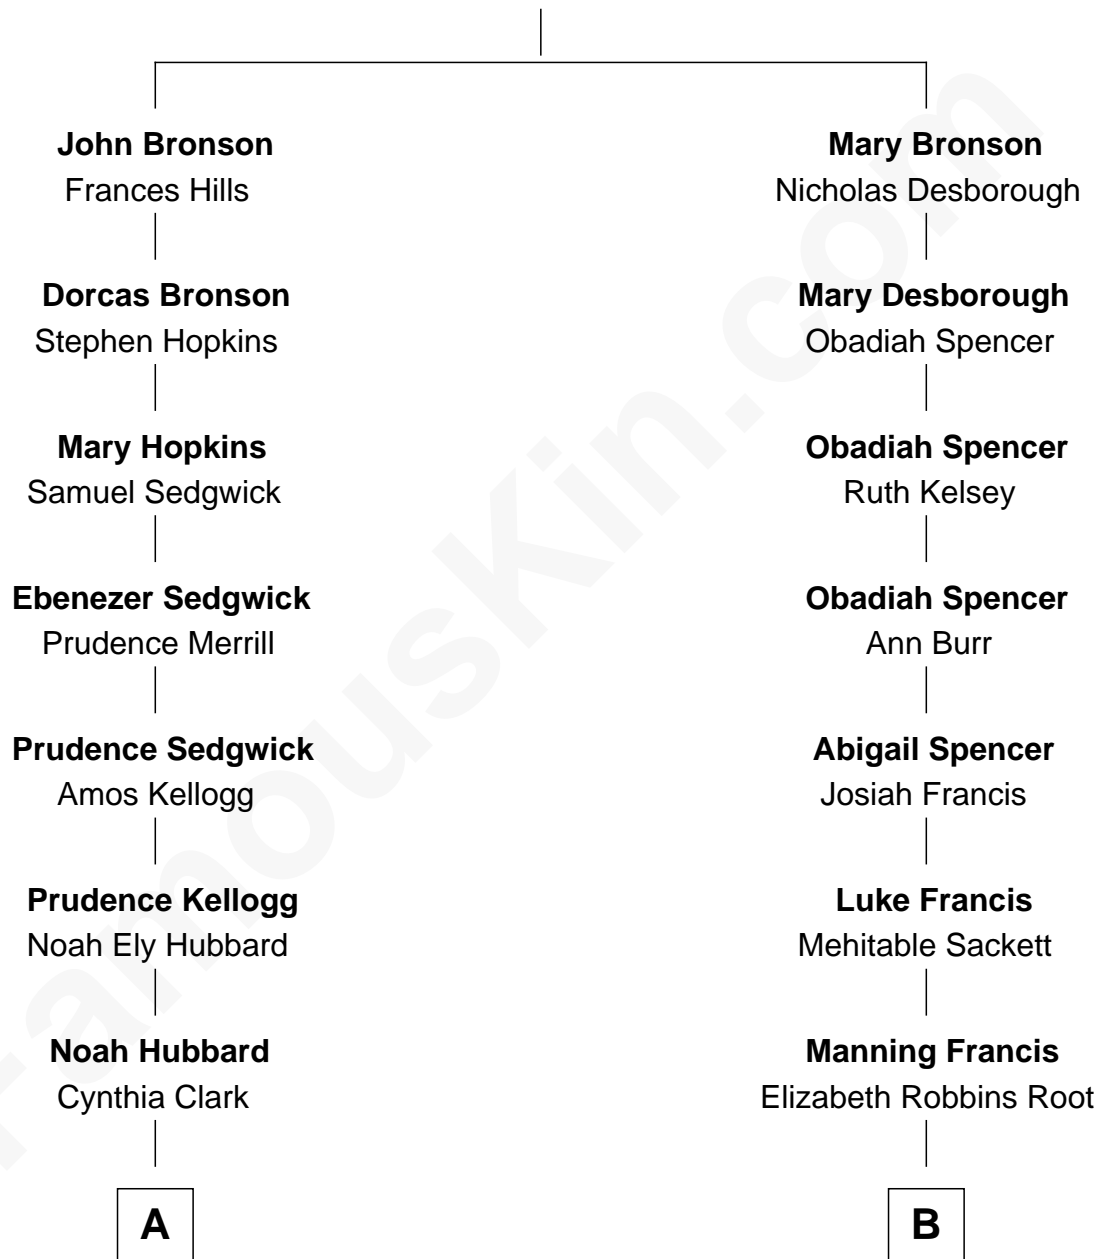 John Bronson
Frances Hills
Dorcas Bronson
Stephen Hopkins
Mary Hopkins
Samuel Sedgwick
Ebenezer Sedgwick
Prudence Merrill
Prudence Sedgwick
Amos Kellogg
Prudence Kellogg
Noah Ely Hubbard
Noah Hubbard
Cynthia Clark
A
Mary Bronson
Nicholas Desborough
Mary Desborough
Obadiah Spencer
Obadiah Spencer
Ruth Kelsey
Obadiah Spencer
Ann Burr
Abigail Spencer
Josiah Francis
Luke Francis
Mehitable Sackett
Manning Francis
Elizabeth Robbins Root
B
FamousKin.com